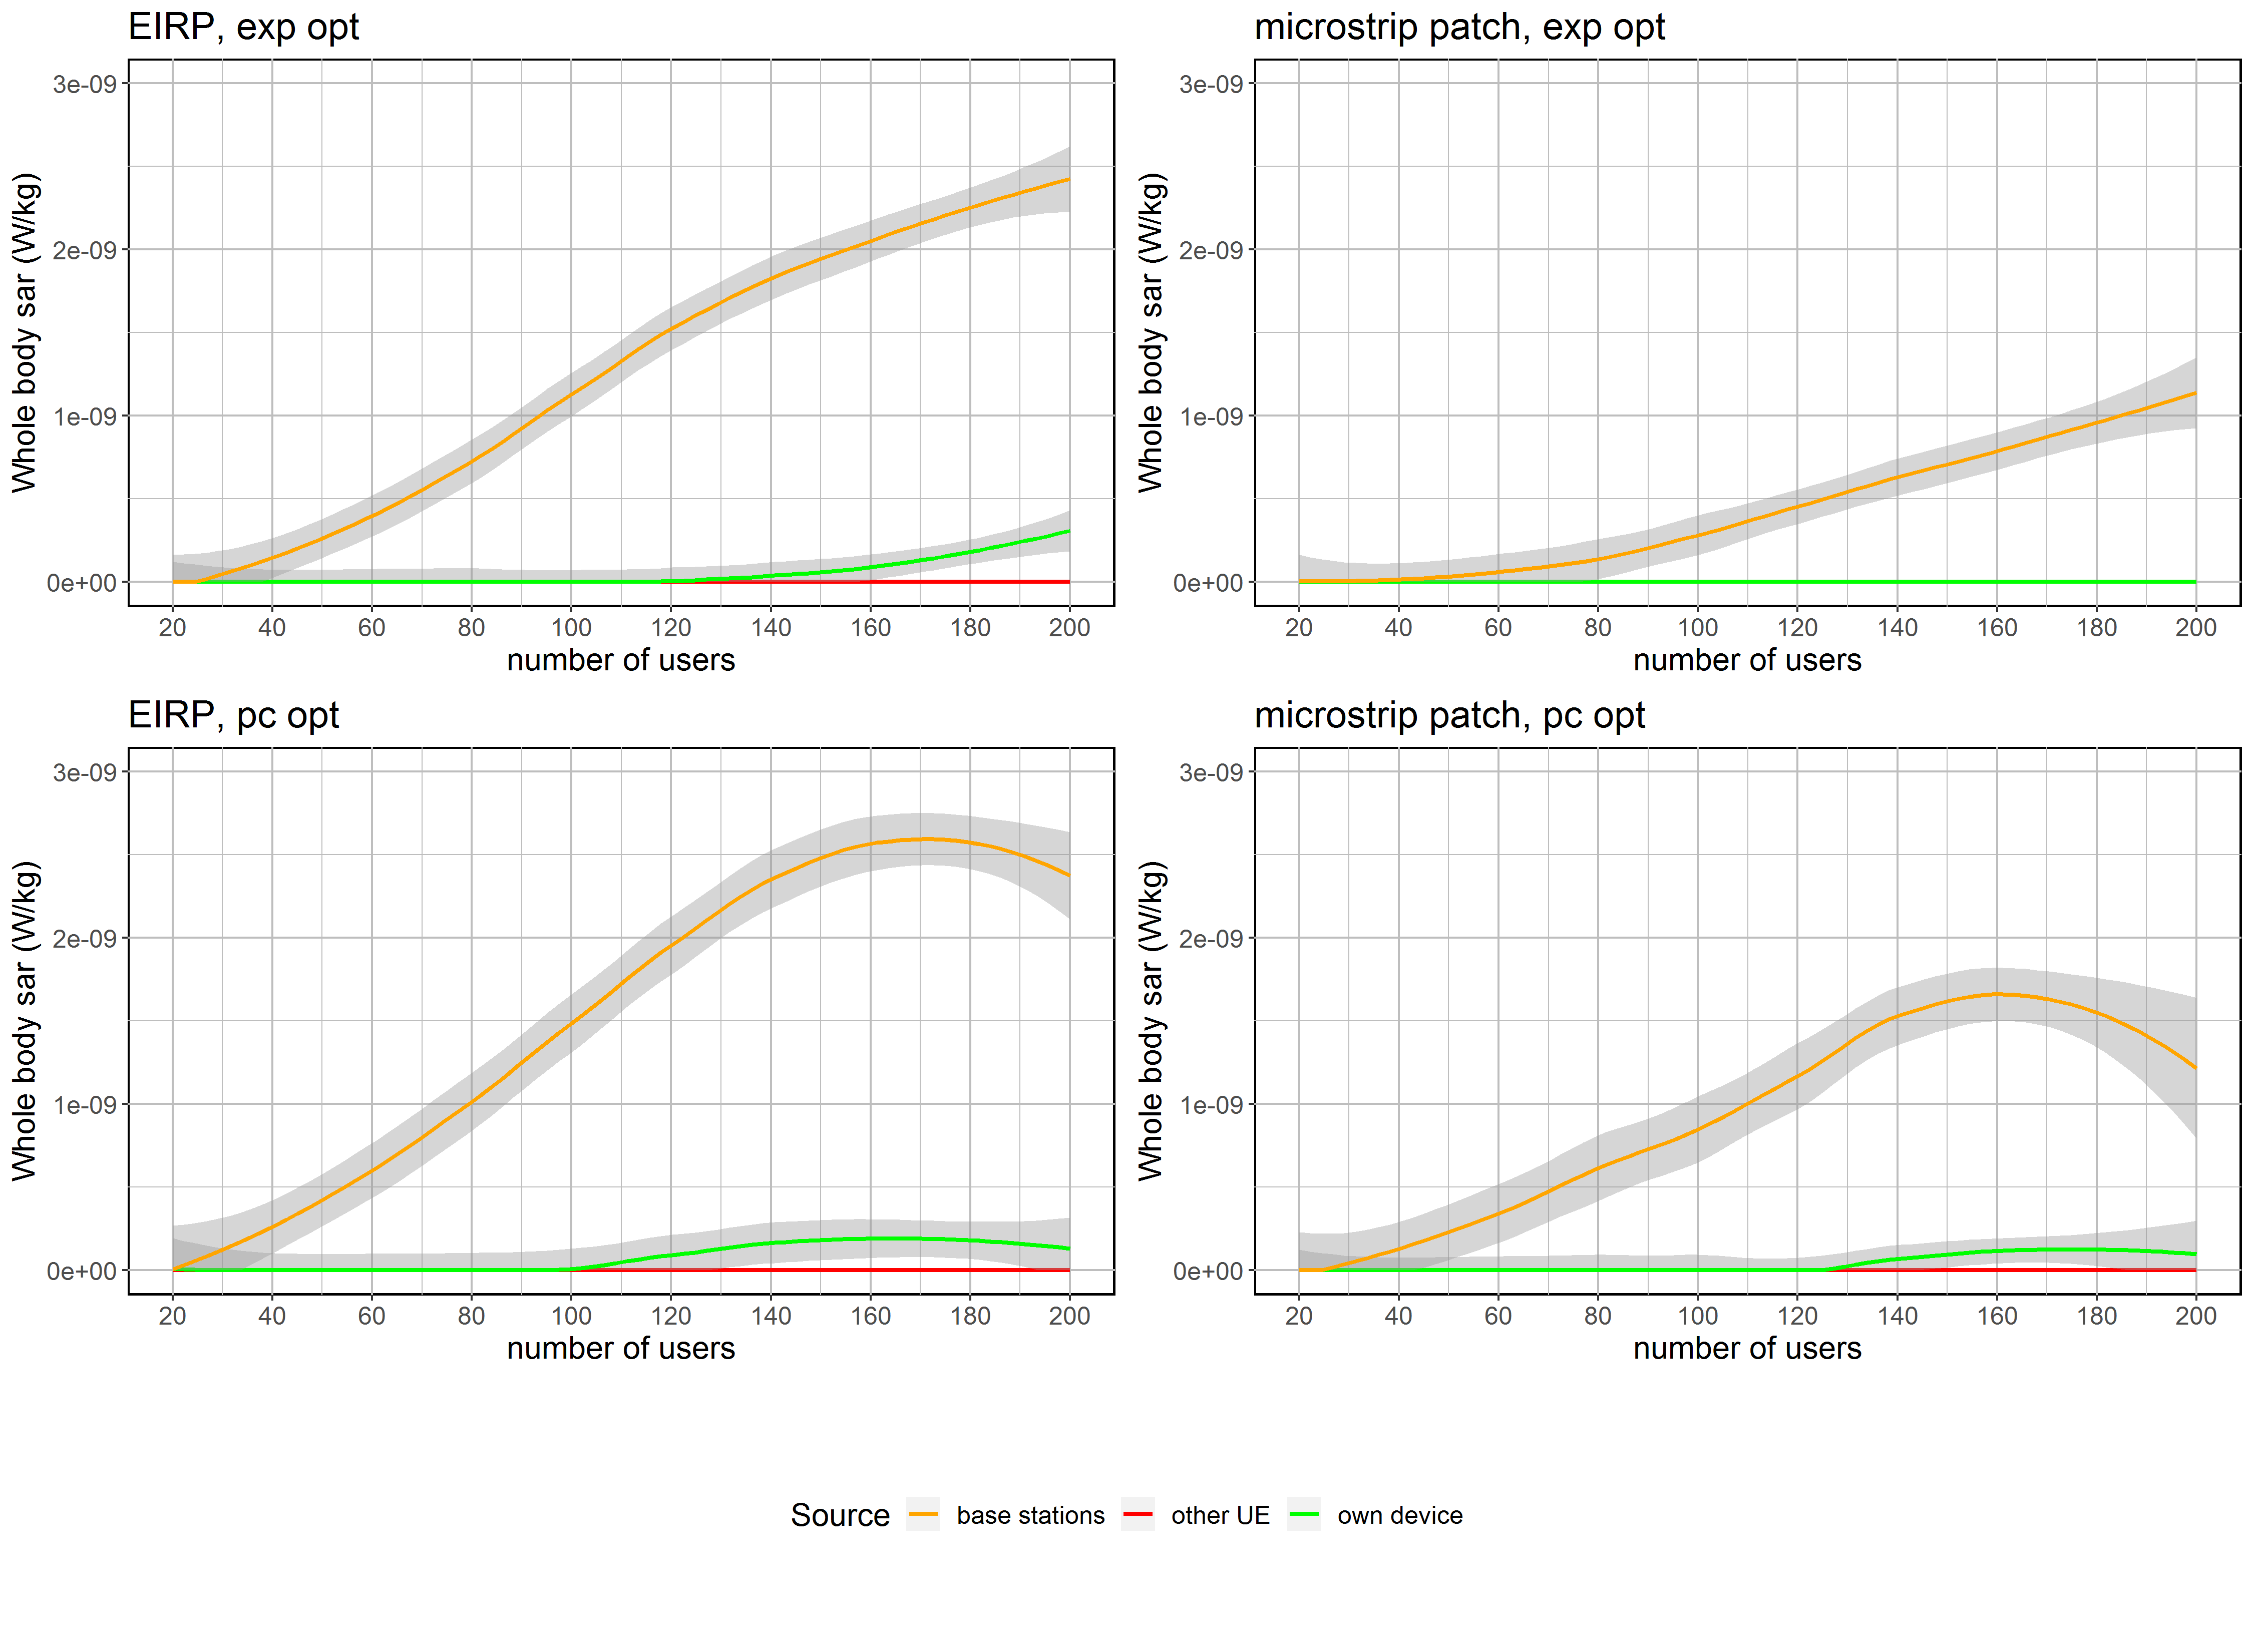 EIRP, exp opt
Whole body sar (W/kg)
3e-09
2e-09
1e-09
0e+00
20 40 60 80 100 120 140 160 180 200
number of users
microstrip patch, exp opt
Whole body sar (W/kg)
3e-09
2e-09
1e-09
0e+00
20 40 60 80 100 120 140 160 180 200
number of users
EIRP, pc opt
Whole body sar (W/kg)
3e-09
2e-09
1e-09
0e+00
20 40 60 80 100 120 140 160 180 200
number of users
microstrip patch, pc opt
Whole body sar (W/kg)
3e-09
2e-09
1e-09
0e+00
20 40 60 80 100 120 140 160 180 200
number of users
Source base stations other UE own device